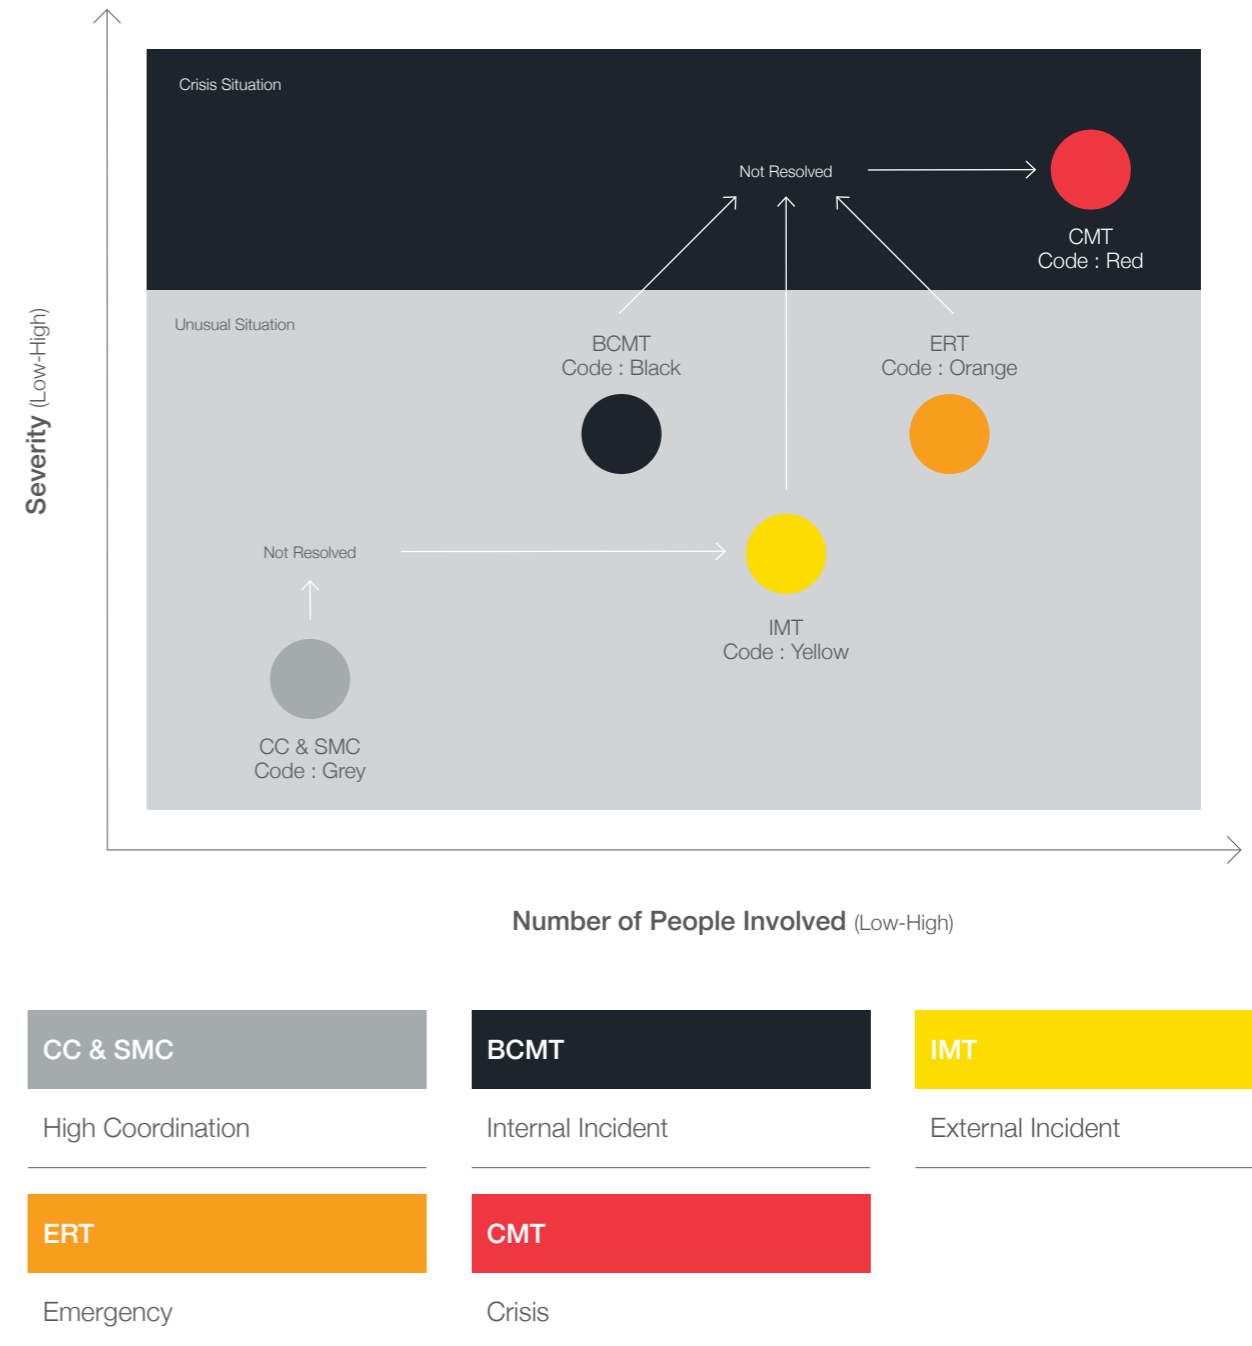 Crisis Situation
Not Resolved
CMT
Code : Red
Unusual Situation
BCMT
Code : Black
ERT
Code : Orange
Not Resolved
IMT
Code : Yellow
CC & SMC
Code : Grey
Severity (Low-High)
Number of People Involved (Low-High)
CC & SMC
BCMT
IMT
High Coordination
Internal Incident
External Incident
ERT
CMT
Emergency
Crisis